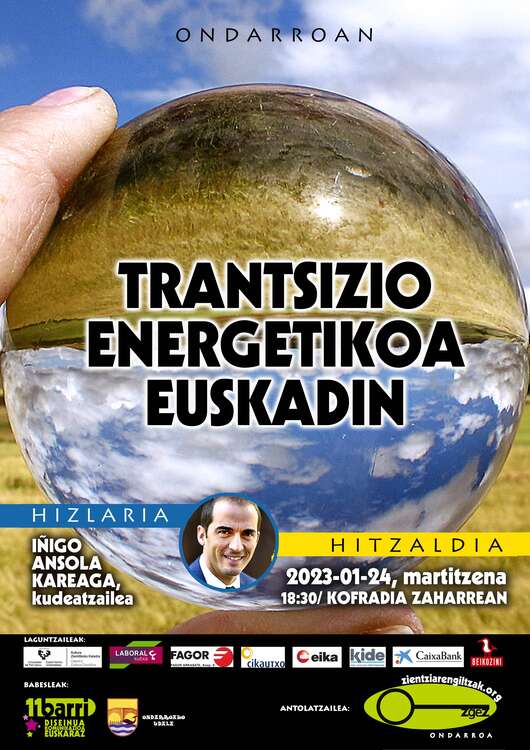 ONDARROAN
TRANTSIZIO
ENERGETIKOA
EUSKADIN
HIZLARIA
IÑIGO
ANSOLA
KAREAGA,
kudeatzailea
HITZALDIA
2023-01-24, martitzena
18:30/ KOFRADIA ZAHARREAN
LAGUNTZAILEAK:
LABORAL
kutxa
FAGOR
cikautxo
eika
kide
CaixaBank
BEIKOZINI
BABESLEAK:
11barri
DISEINUA
KOMUNIKAZIOA
EUSKARAZ
ONDARROAKO
UDALA
ANTOLATZAILEA:
zientziarengiltzak.org
zgez
ONDARROA